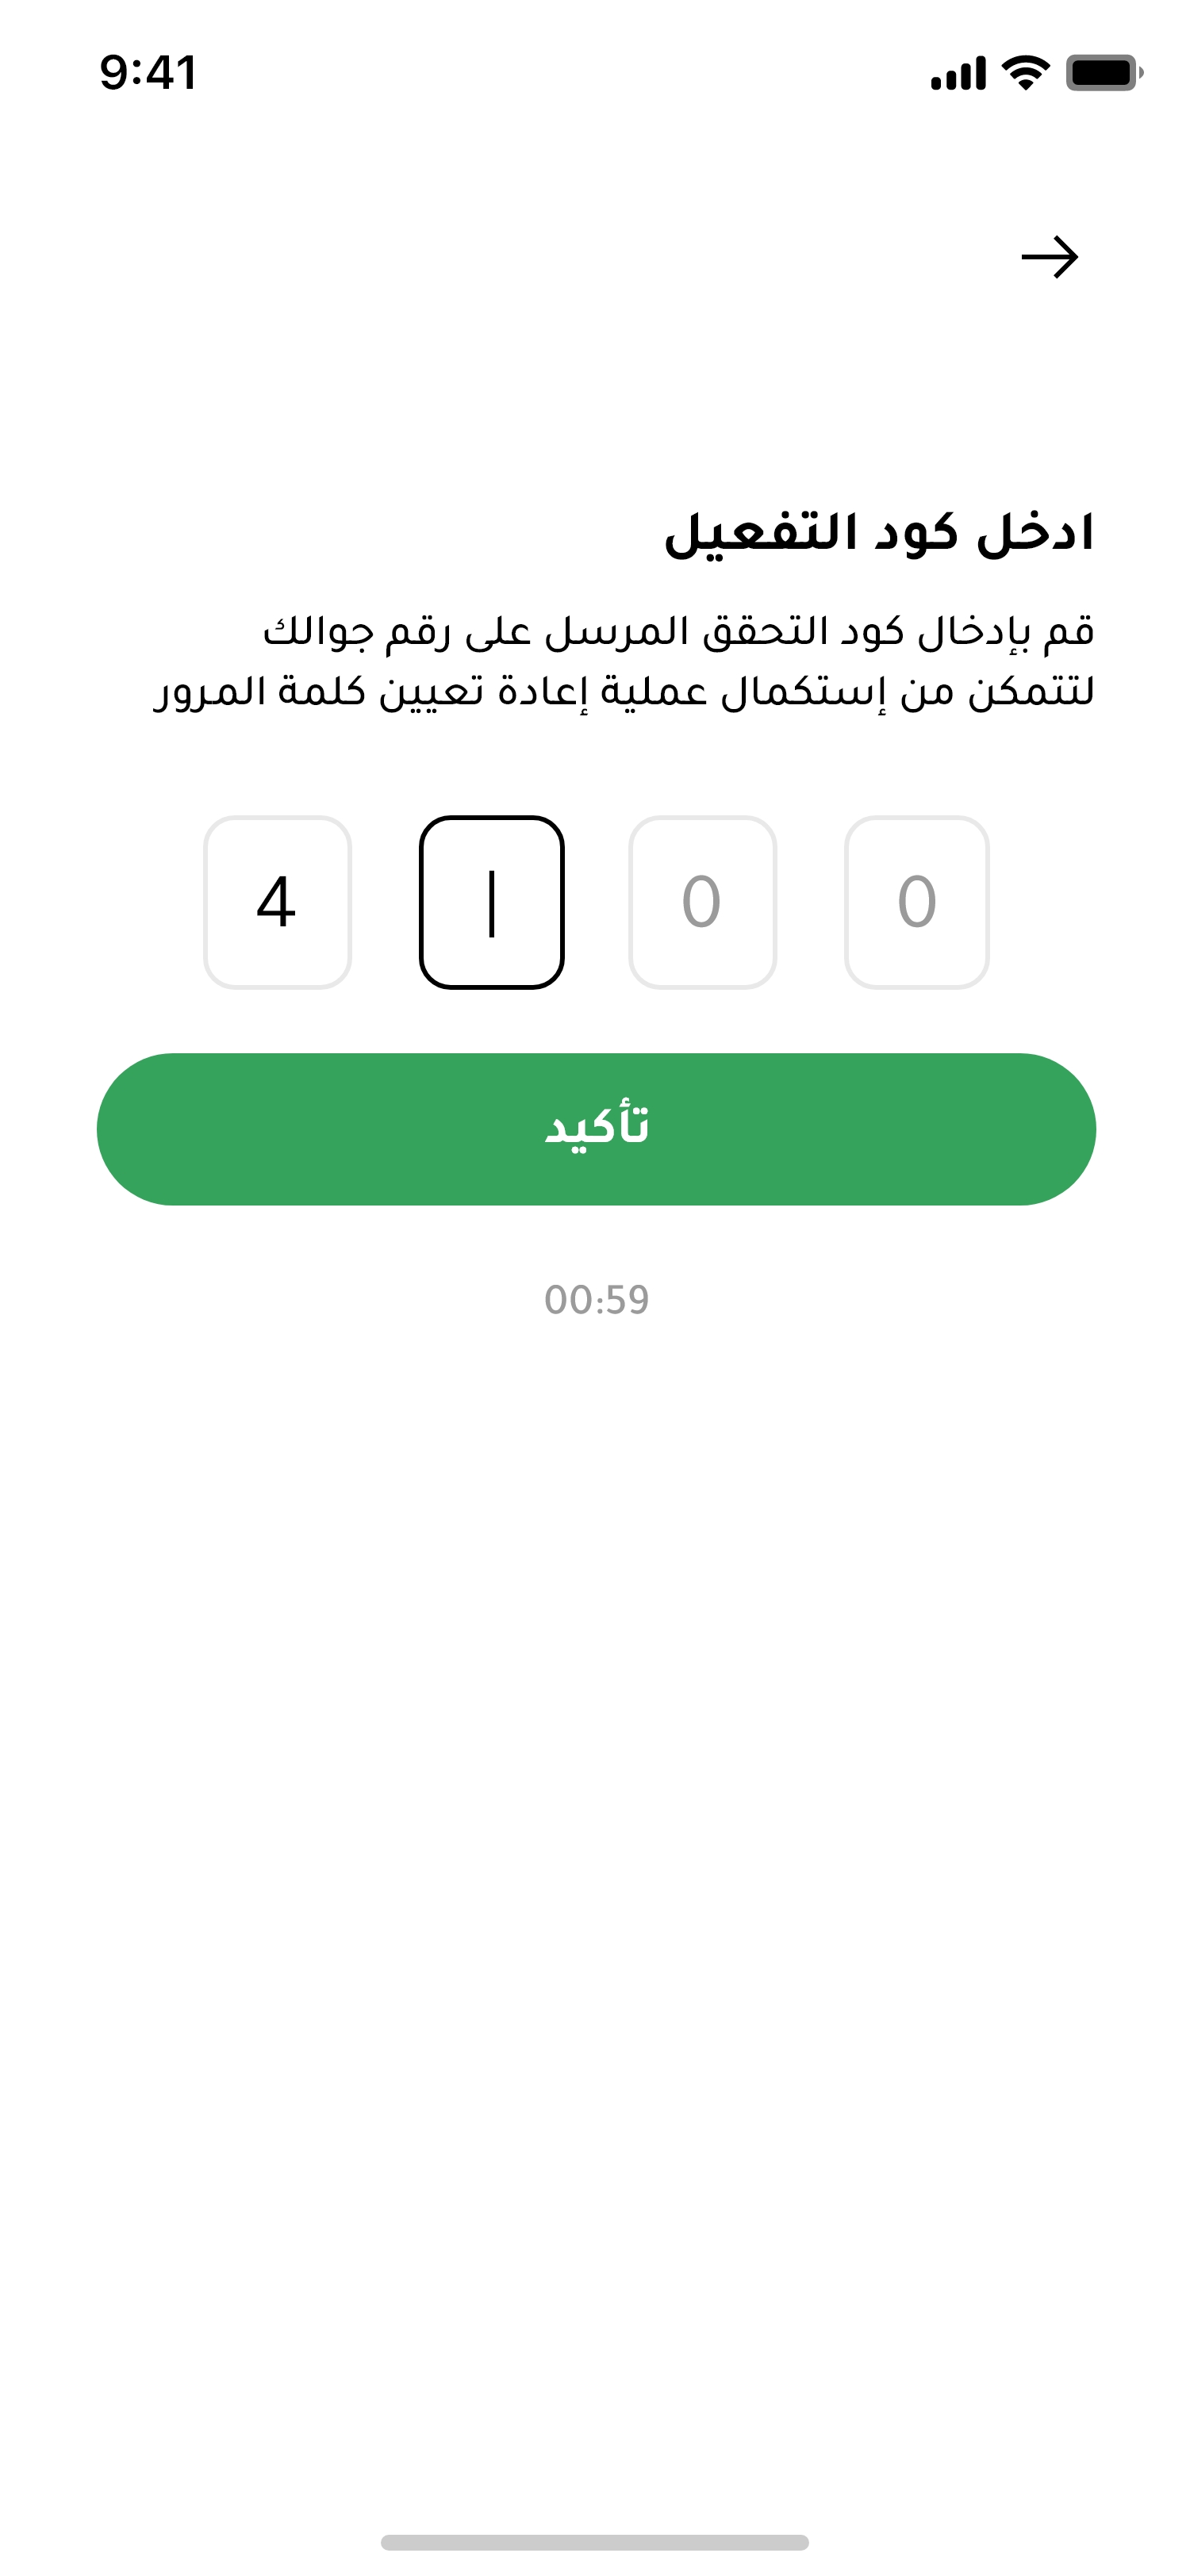 9:41
ادخل كود التفعيل
قم بإدخال كود التحقق المرسل على رقم جوالك
لتتمكن من إستكمال عملية إعادة تعيين كلمة المرور
4 0 0
تأكيد
00:59